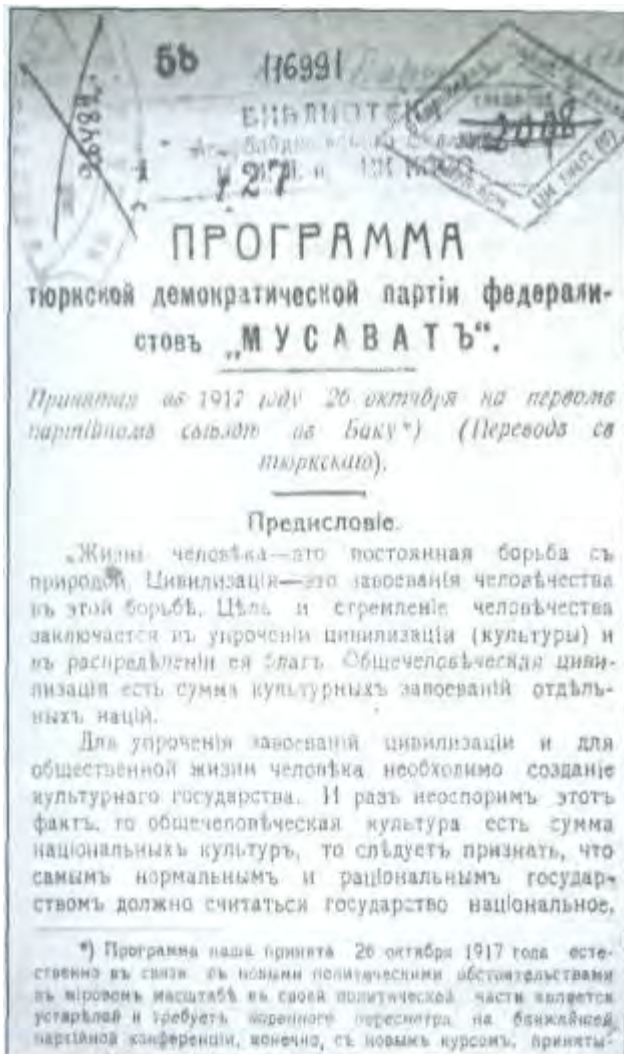 бь 116991
96482
БИБЛИОТЕКА
127
2008
ПРОГРАММА
тюркской демократической партіи федерали-
стовъ „МУСАВАТЪ“.
Принятая въ 1917 году 26 октября на первомъ
партійномъ съѣздѣ въ Баку*) (Переводъ съ
тюркскаго).
Предисловіе.
„Жизнь человѣка—это постоянная борьба съ
природой. Цивилизація—это завоеванія человѣчества
въ этой борьбѣ. Цѣль и стремленіе человѣчества
заключается въ упроченіи цивилизаціи (культуры) и
въ распредѣленіи ея благъ. Общечеловѣческая циви-
лизація есть сумма культурныхъ завоеваній отдѣль-
ныхъ націй.
Для упроченія завоеваній цивилизаціи и для
общественной жизни человѣка необходимо созданіе
культурнаго государства. И разъ неоспоримъ этотъ
фактъ, то общечеловѣческая культура есть сумма
національныхъ культуръ, то слѣдуетъ признать, что
самымъ нормальнымъ и раціональнымъ государ-
ствомъ должно считаться государство національное.
*) Программа наша принята 26 октября 1917 года есте-
ственно въ связи съ новыми политическими обстоятельствами
въ міровомъ масштабѣ въ своей политической части является
устарѣлой и требуетъ коренного пересмотра на ближайшей
партійной конференціи, конечно, съ новымъ курсомъ, приняты-